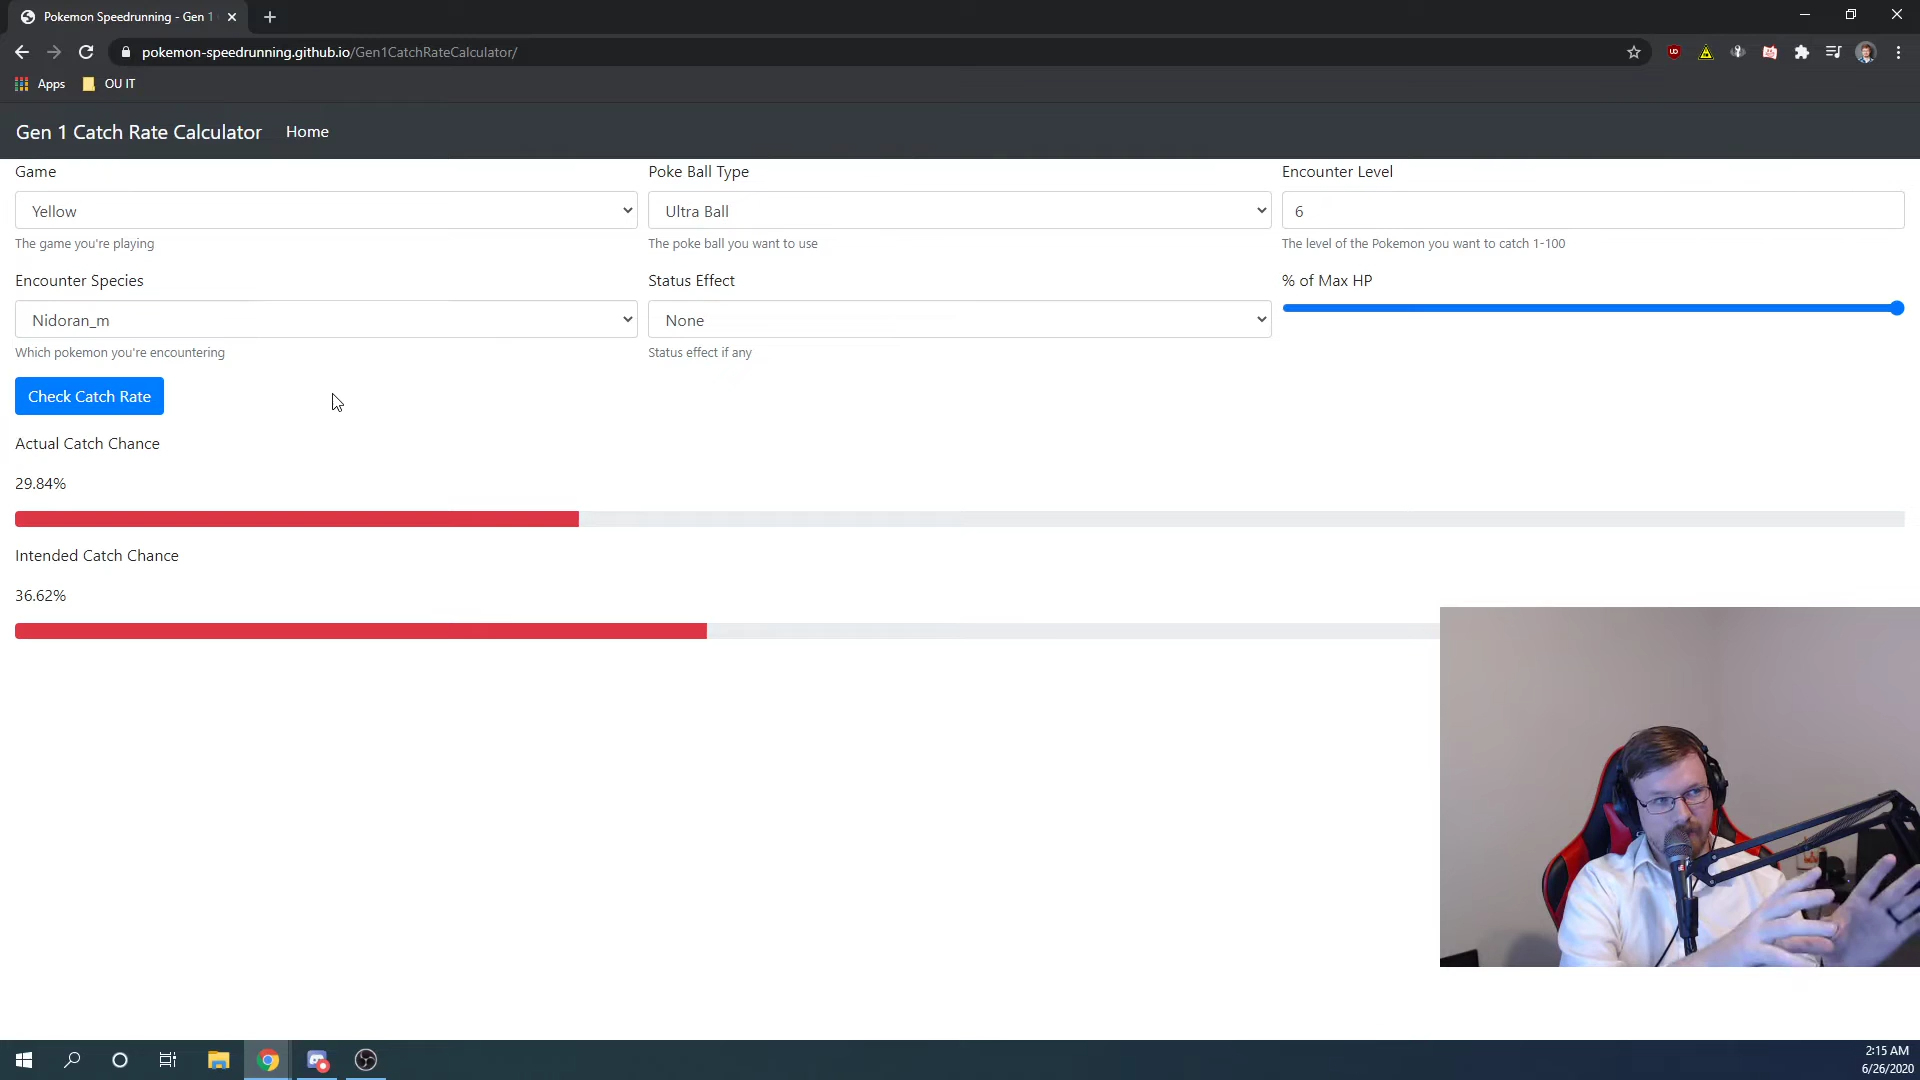 Pokemon Speedrunning - Gen 1
pokemon-speedrunning.github.io/Gen1CatchRateCalculator/
Apps
OU IT
Gen 1 Catch Rate Calculator
Home
Game
Poke Ball Type
Encounter Level
Yellow
Ultra Ball
6
The game you're playing
The poke ball you want to use
The level of the Pokemon you want to catch 1-100
Encounter Species
Status Effect
% of Max HP
Nidoran_m
None
Which pokemon you're encountering
Status effect if any
Check Catch Rate
Actual Catch Chance
29.84%
Intended Catch Chance
36.62%
2:15 AM
6/26/2020